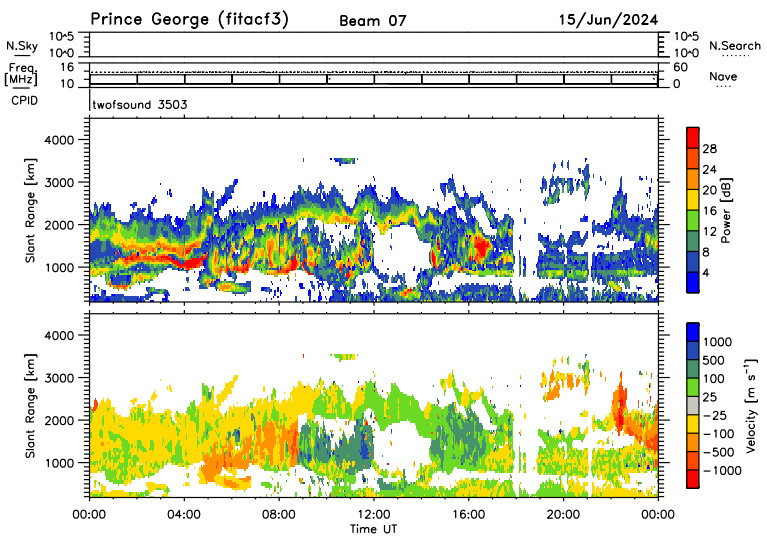 Prince George (fitacf3) Beam 07 15/Jun/2024
N.Sky 10^5 10^5 N.Search
10^0 10^0
Freq. 16 60
[MHz] 10 0 Nave
CPID twofsound 3503
Slant Range [km]
4000
3000
2000
1000
Power [dB]
28
24
20
16
12
8
4
Slant Range [km]
4000
3000
2000
1000
Velocity [m s⁻¹]
1000
500
100
25
−25
−100
−500
−1000
00:00 04:00 08:00 12:00 16:00 20:00 00:00
Time UT